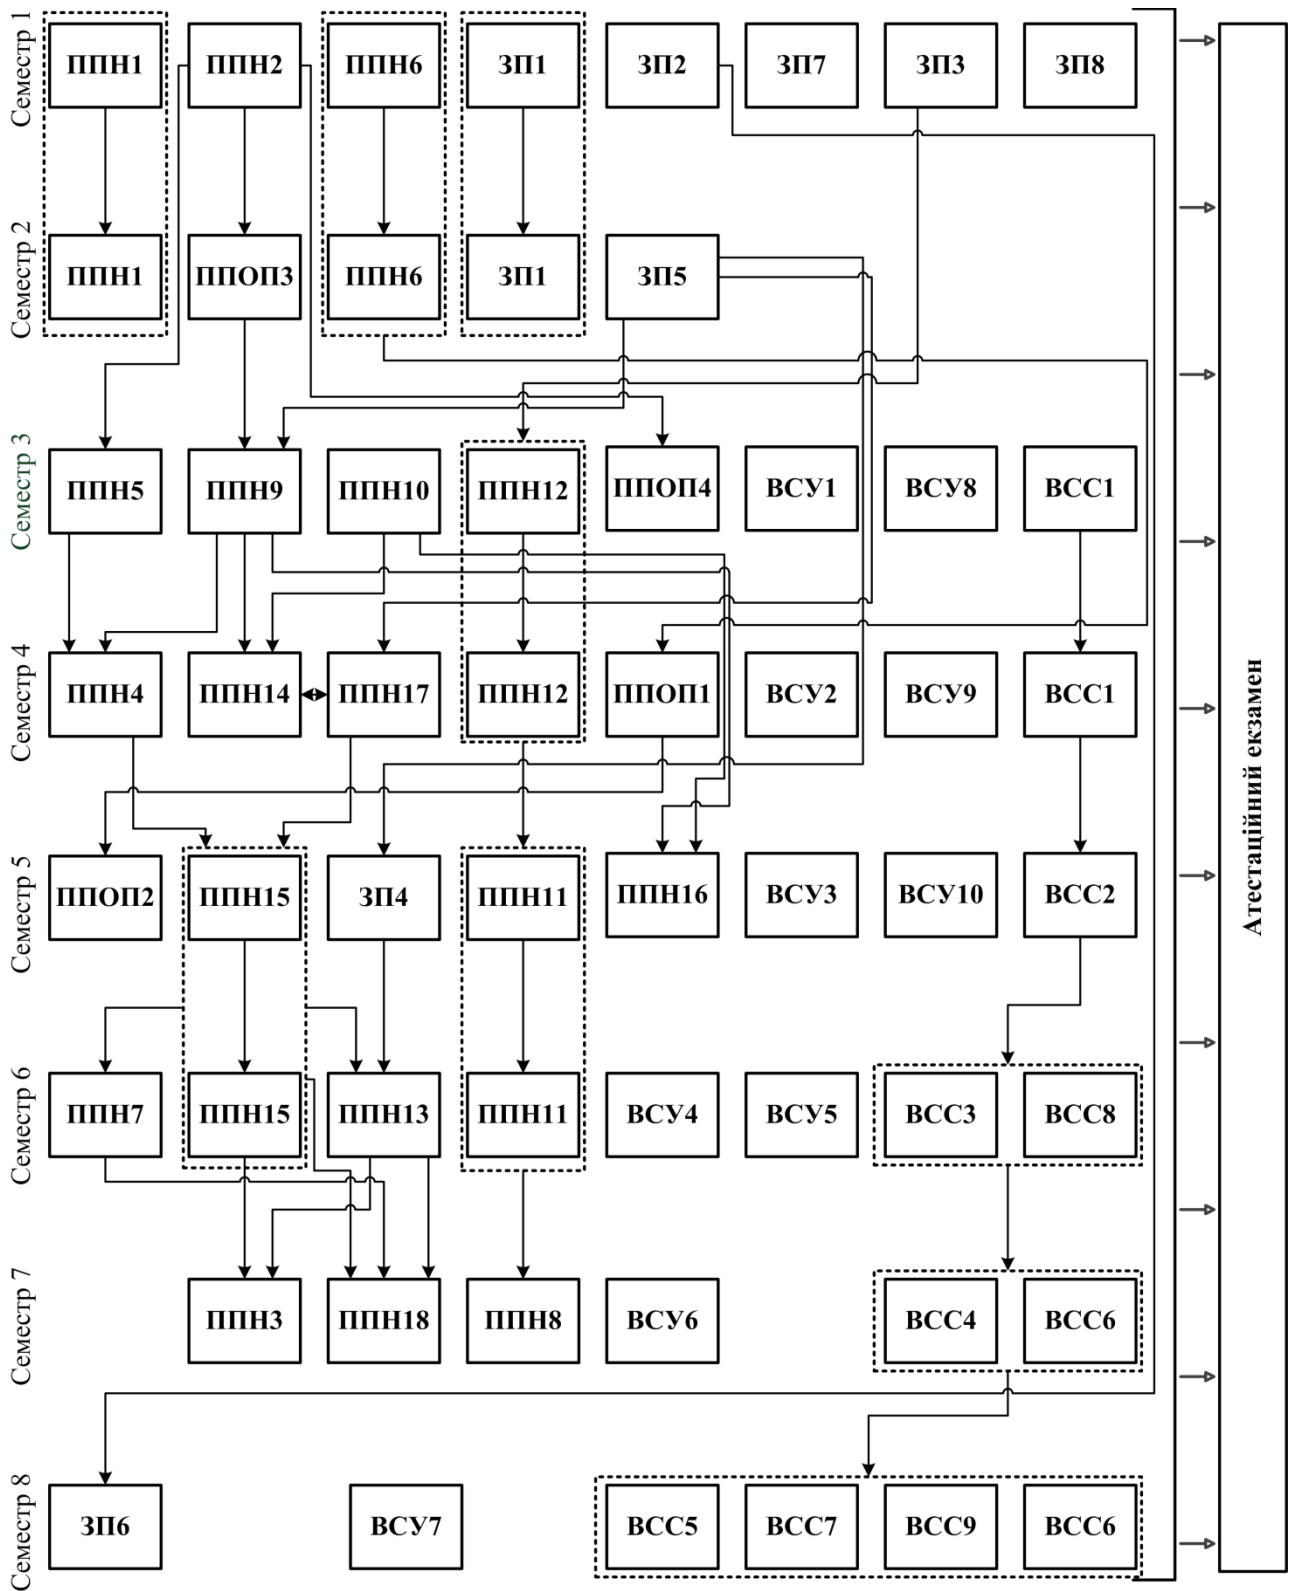 Семестр 1
ППН1
ППН2
ППН6
ЗП1
ЗП2
ЗП7
ЗП3
ЗП8
Семестр 2
ППН1
ППОП3
ППН6
ЗП1
ЗП5
Семестр 3
ППН5
ППН9
ППН10
ППН12
ППОП4
ВСУ1
ВСУ8
ВСС1
Семестр 4
ППН4
ППН14
ППН17
ППН12
ППОП1
ВСУ2
ВСУ9
ВСС1
Атестаційний екзамен
Семестр 5
ППОП2
ППН15
ЗП4
ППН11
ППН16
ВСУ3
ВСУ10
ВСС2
Семестр 6
ППН7
ППН15
ППН13
ППН11
ВСУ4
ВСУ5
ВСС3
ВСС8
Семестр 7
ППН3
ППН18
ППН8
ВСУ6
ВСС4
ВСС6
Семестр 8
ЗП6
ВСУ7
ВСС5
ВСС7
ВСС9
ВСС6